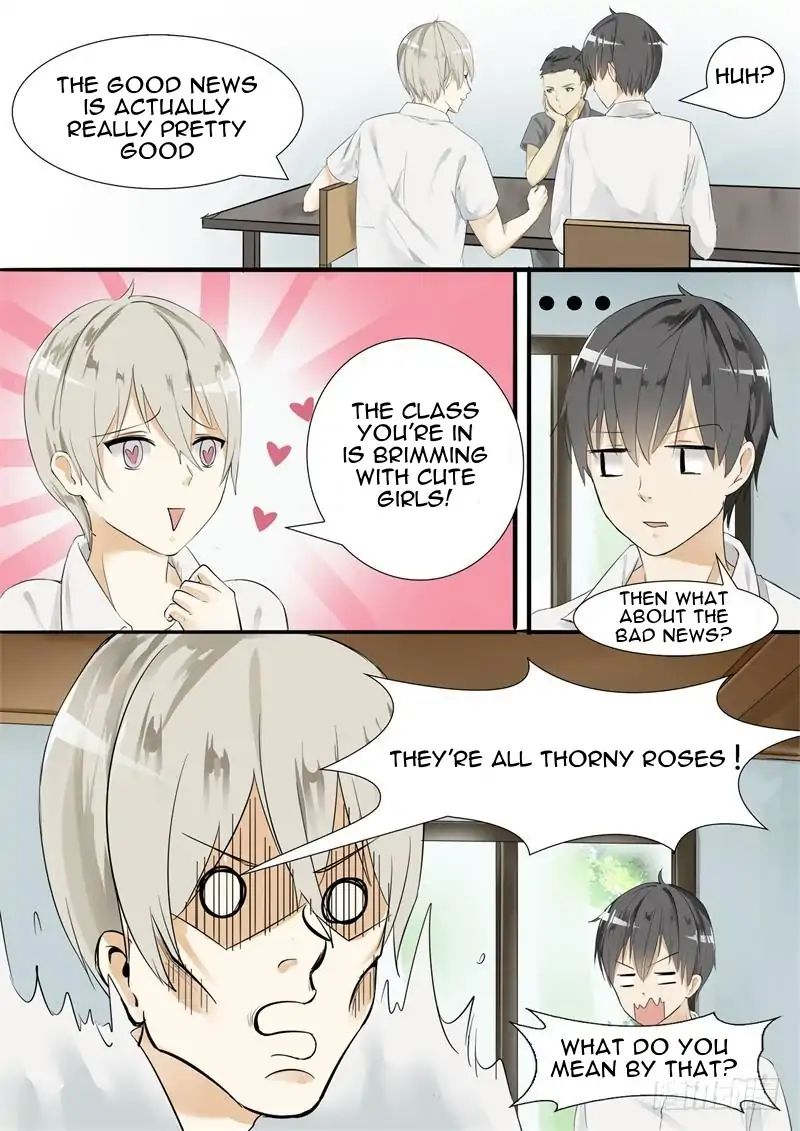 THE GOOD NEWS
IS ACTUALLY
REALLY PRETTY
GOOD
HUH?
THE CLASS
YOU'RE IN
IS BRIMMING
WITH CUTE
GIRLS!
...
THEN WHAT
ABOUT THE
BAD NEWS?
THEY'RE ALL THORNY ROSES!
WHAT DO YOU
MEAN BY THAT?